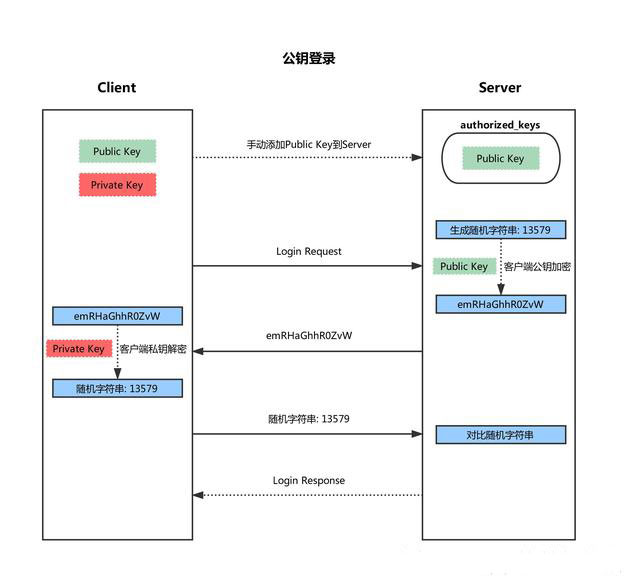 公钥登录
Client
Server
authorized_keys
Public Key
手动添加Public Key到Server
Public Key
Private Key
生成随机字符串: 13579
Login Request
Public Key
客户端公钥加密
emRHaGhhR0ZvW
emRHaGhhR0ZvW
emRHaGhhR0ZvW
Private Key
客户端私钥解密
随机字符串: 13579
随机字符串: 13579
对比随机字符串
Login Response